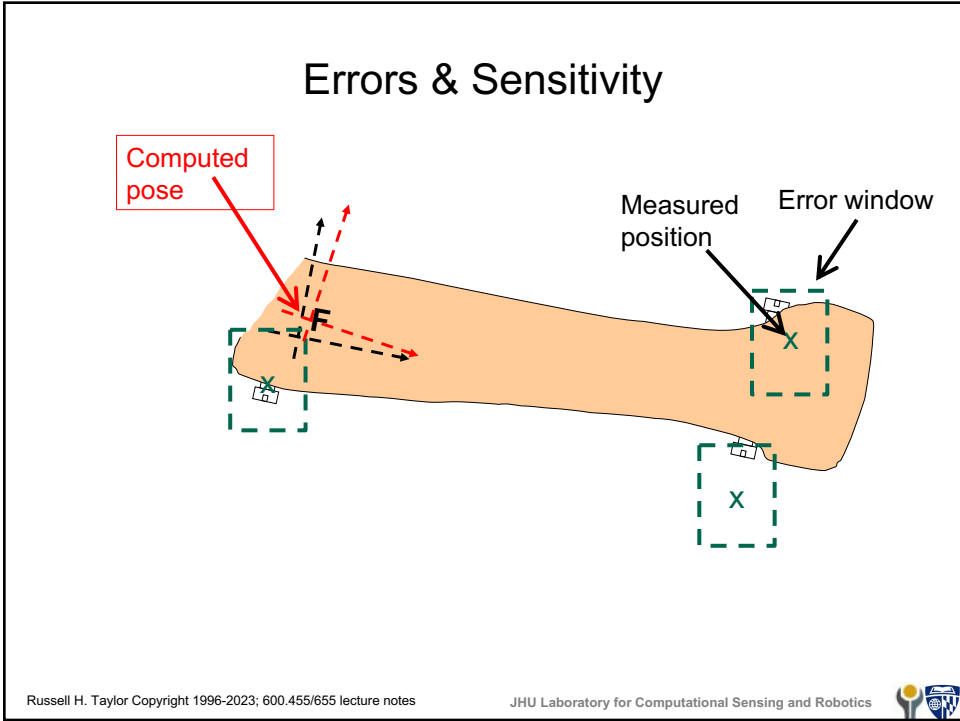 Errors & Sensitivity
Computed
pose
Measured
position
Error window
F
x
x
x
Russell H. Taylor Copyright 1996-2023; 600.455/655 lecture notes
JHU Laboratory for Computational Sensing and Robotics